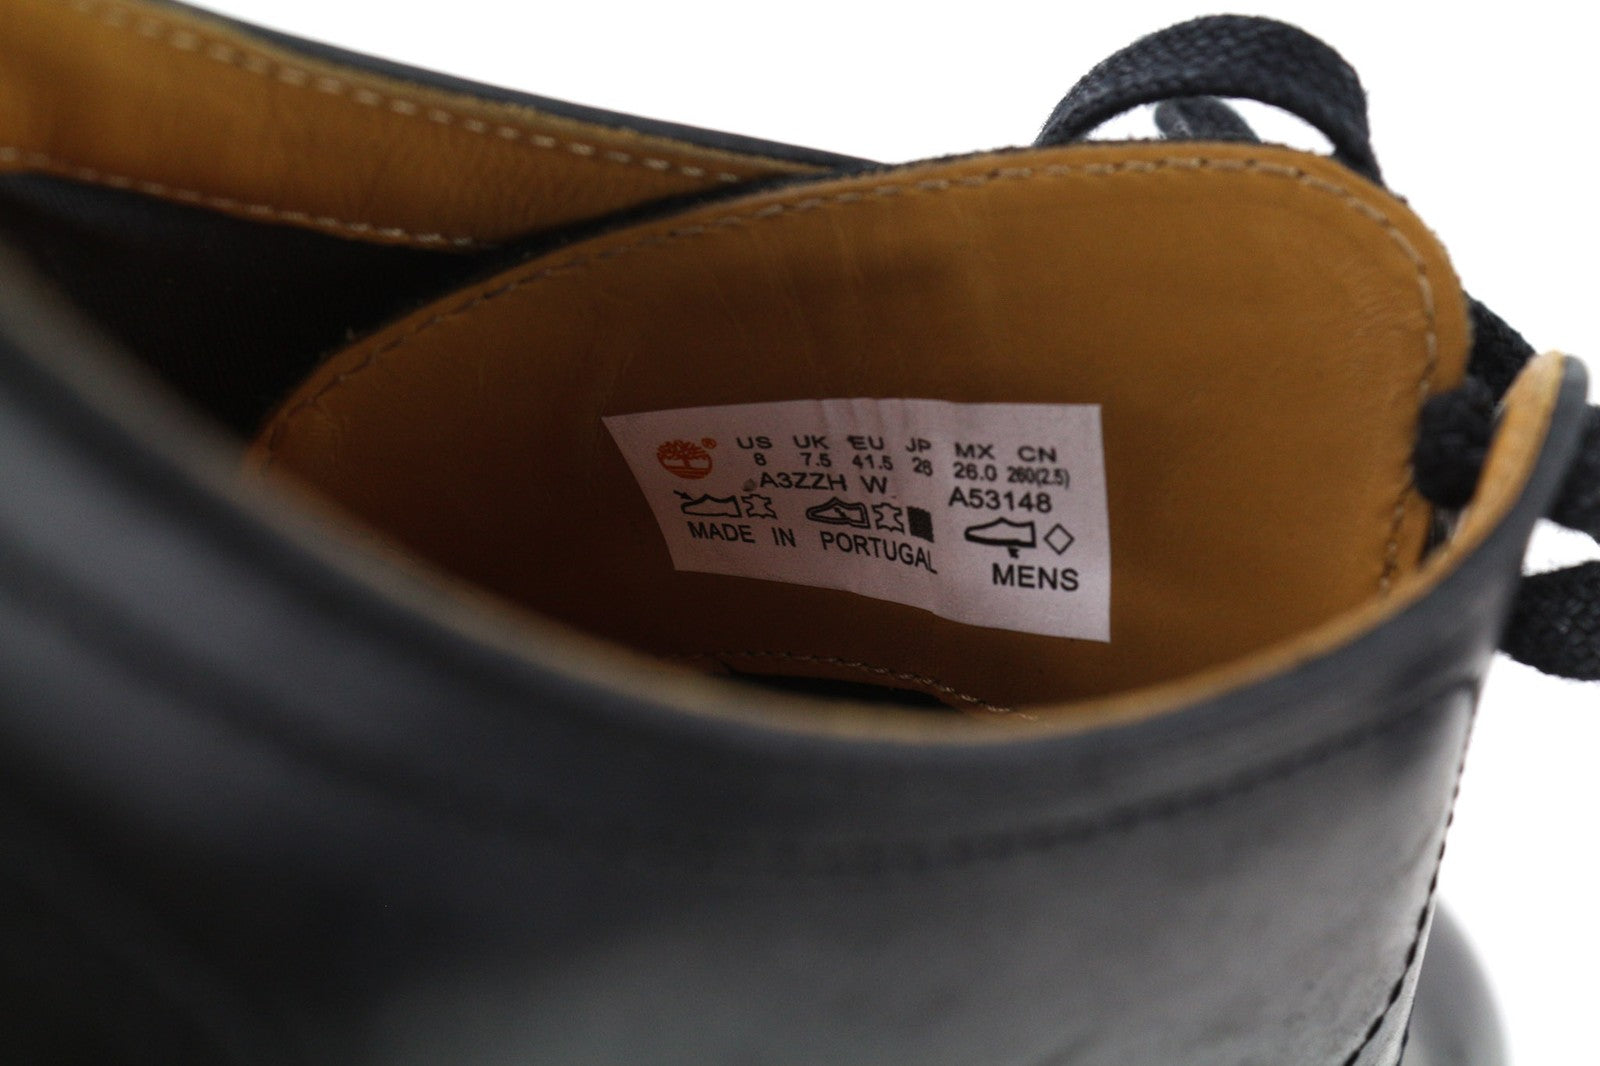 ® US UK EU JP MX CN
8 7.5 41.5 26 26.0 260(2.5)
A3ZZH W A53148
MADE IN PORTUGAL MENS